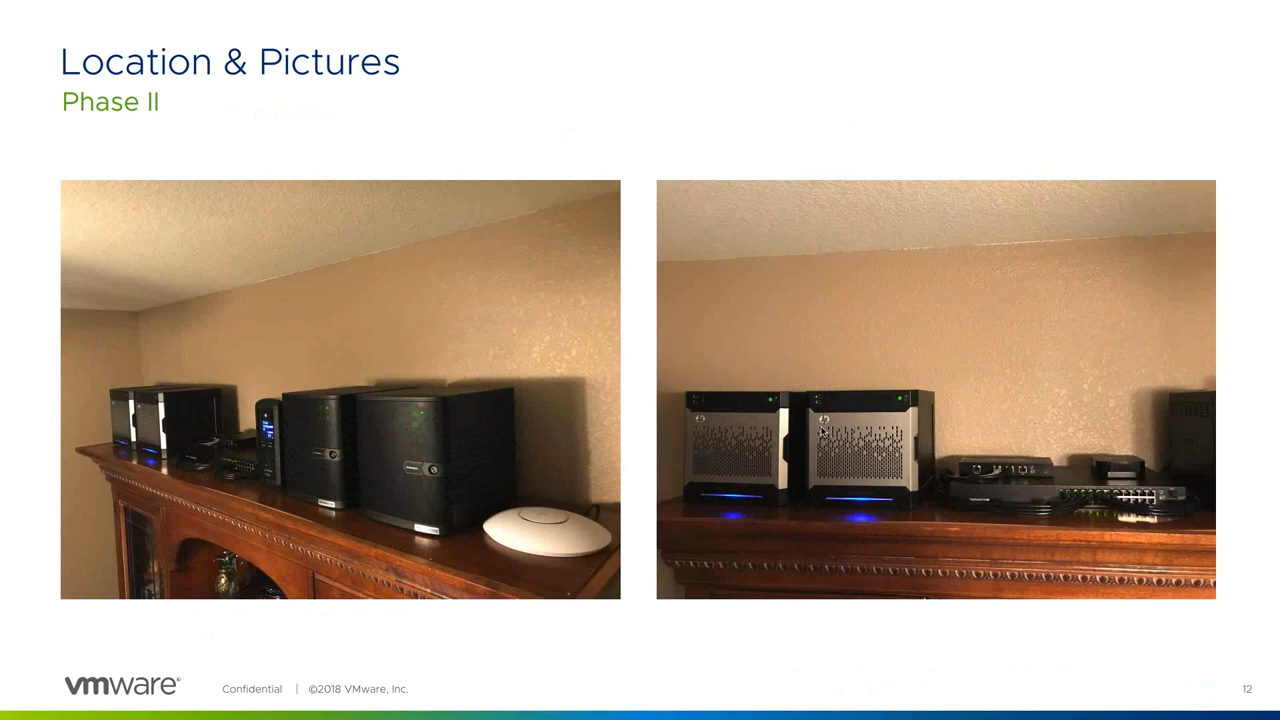 Location & Pictures
Phase II
vmware
Confidential | ©2018 VMware, Inc.
12